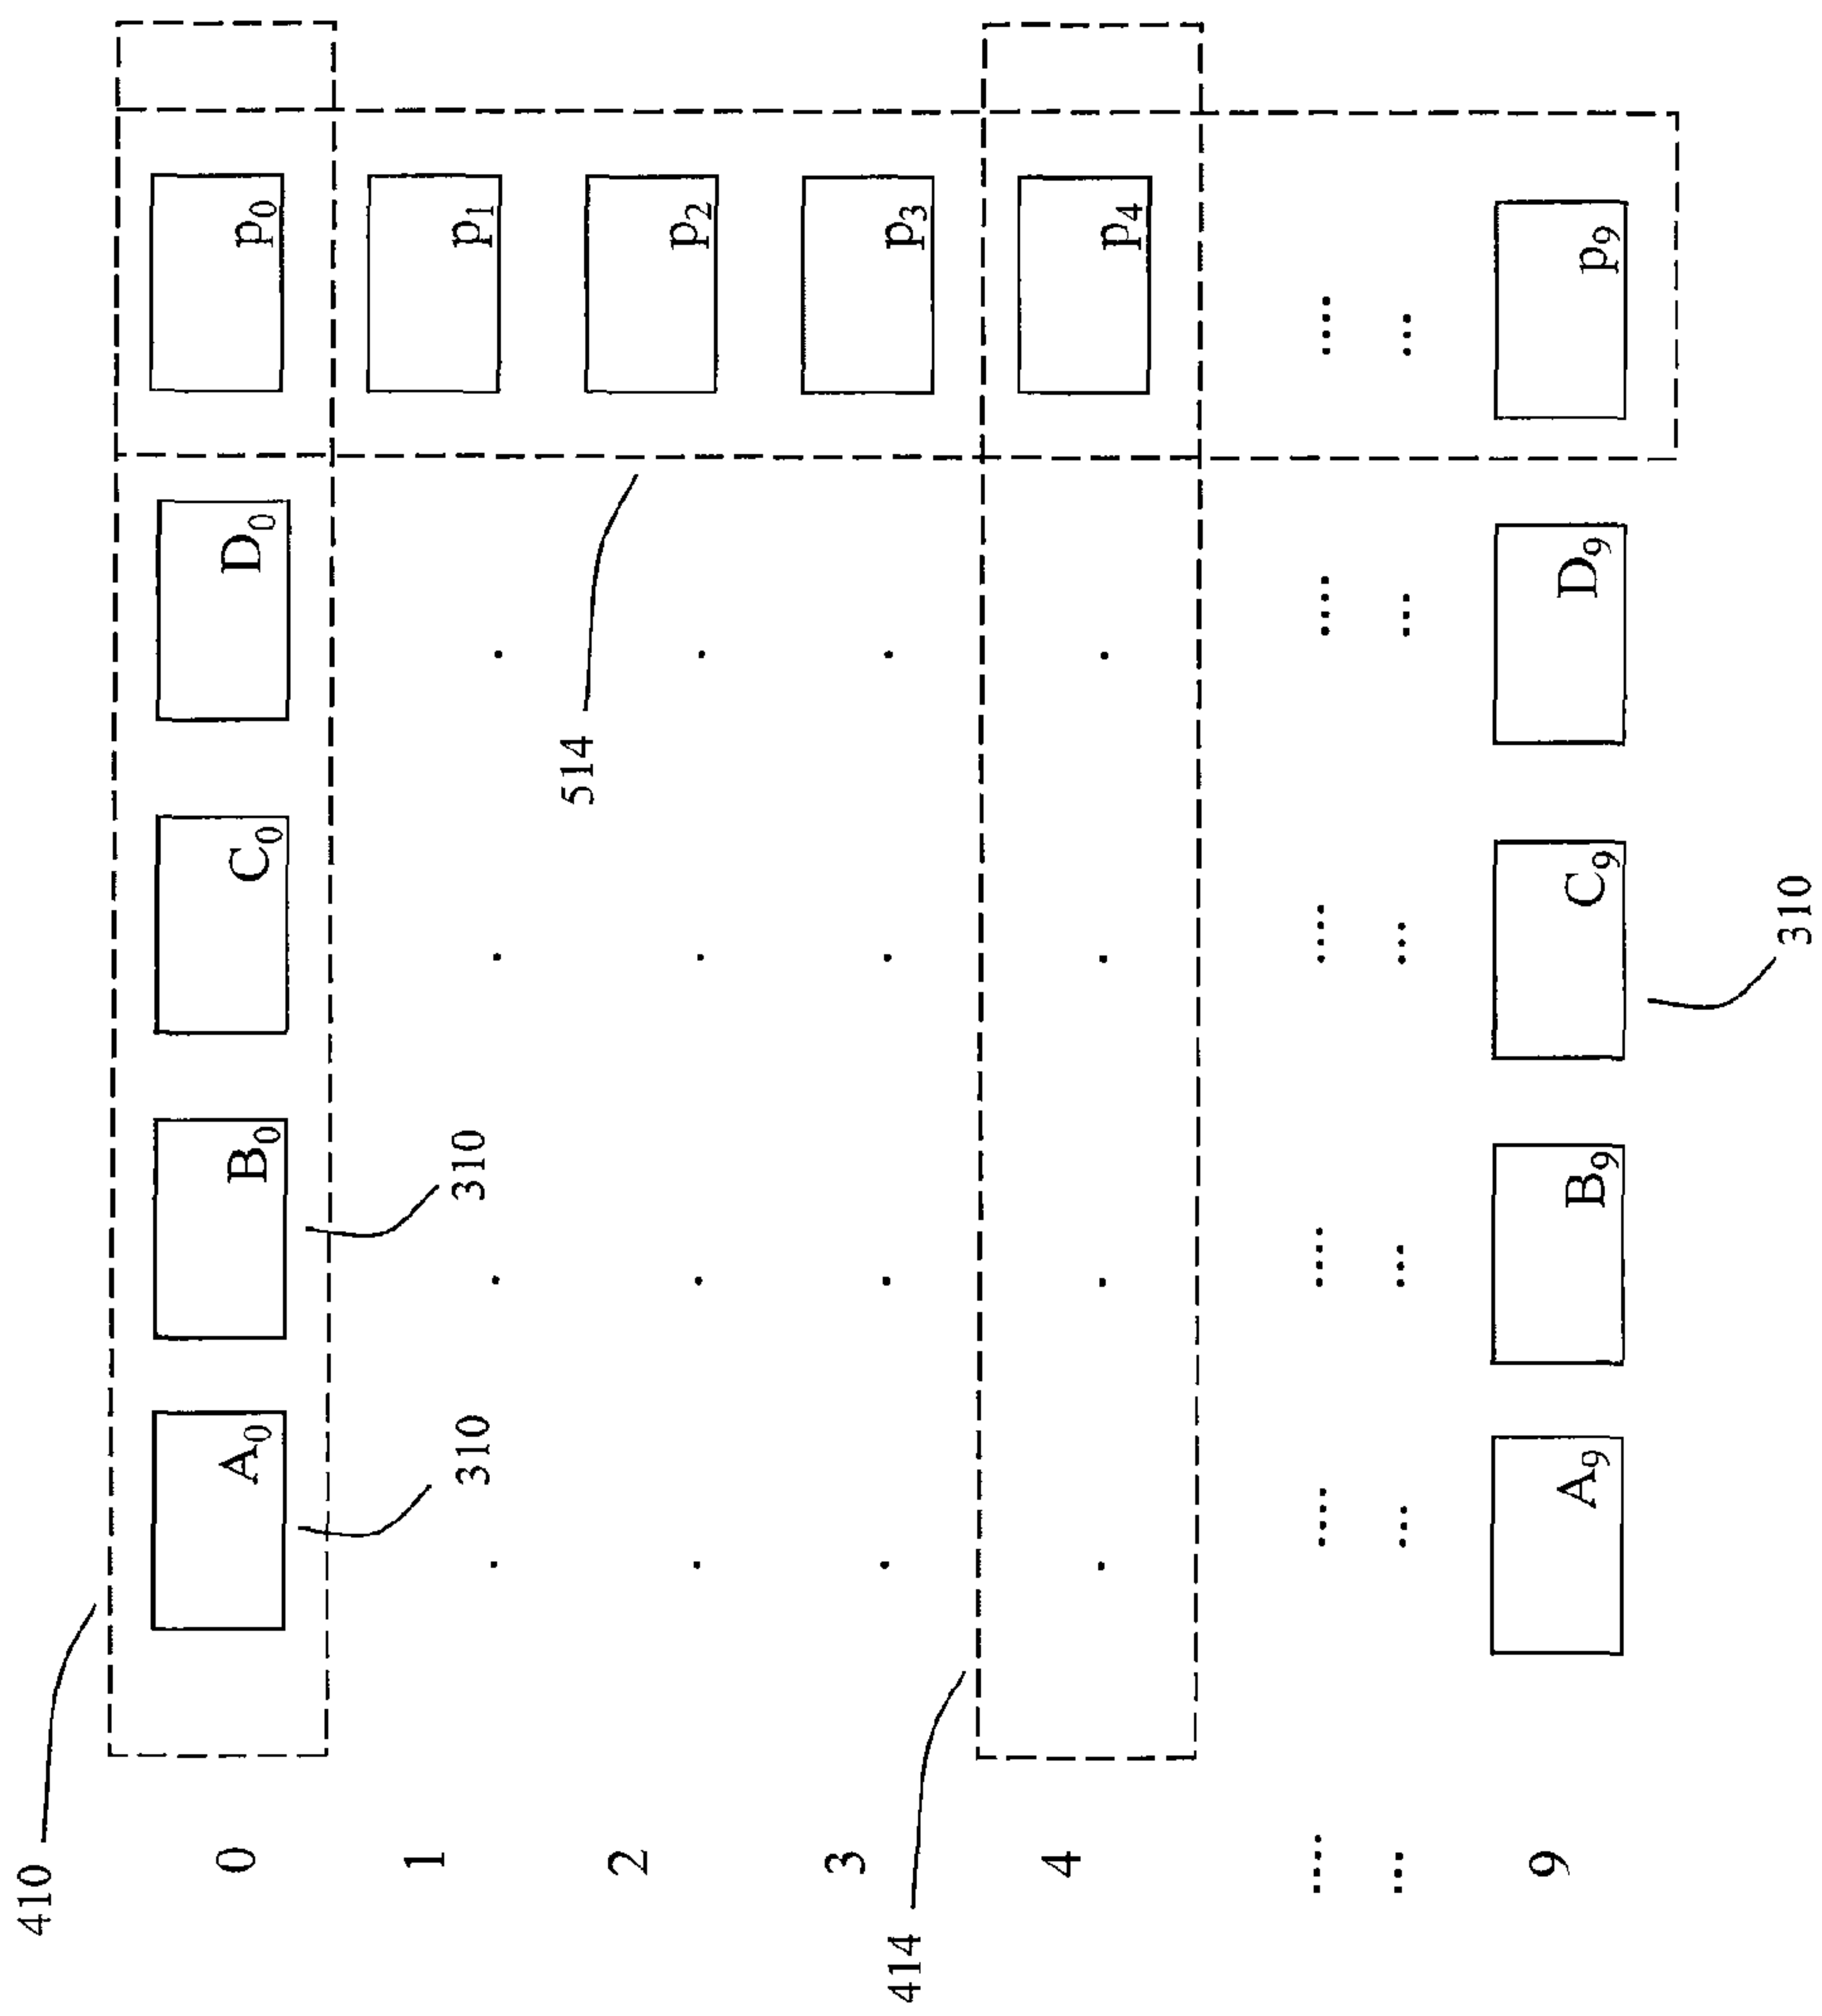 410
0 A₀ B₀ C₀ D₀ p₀
310 310
1 . . . . p₁
514
2 . . . . p₂
3 . . . . p₃
414
4 . . . . p₄
.... .... .... .... .... ....
... ... ... ... ... ...
9 A₉ B₉ C₉ D₉ p₉
310